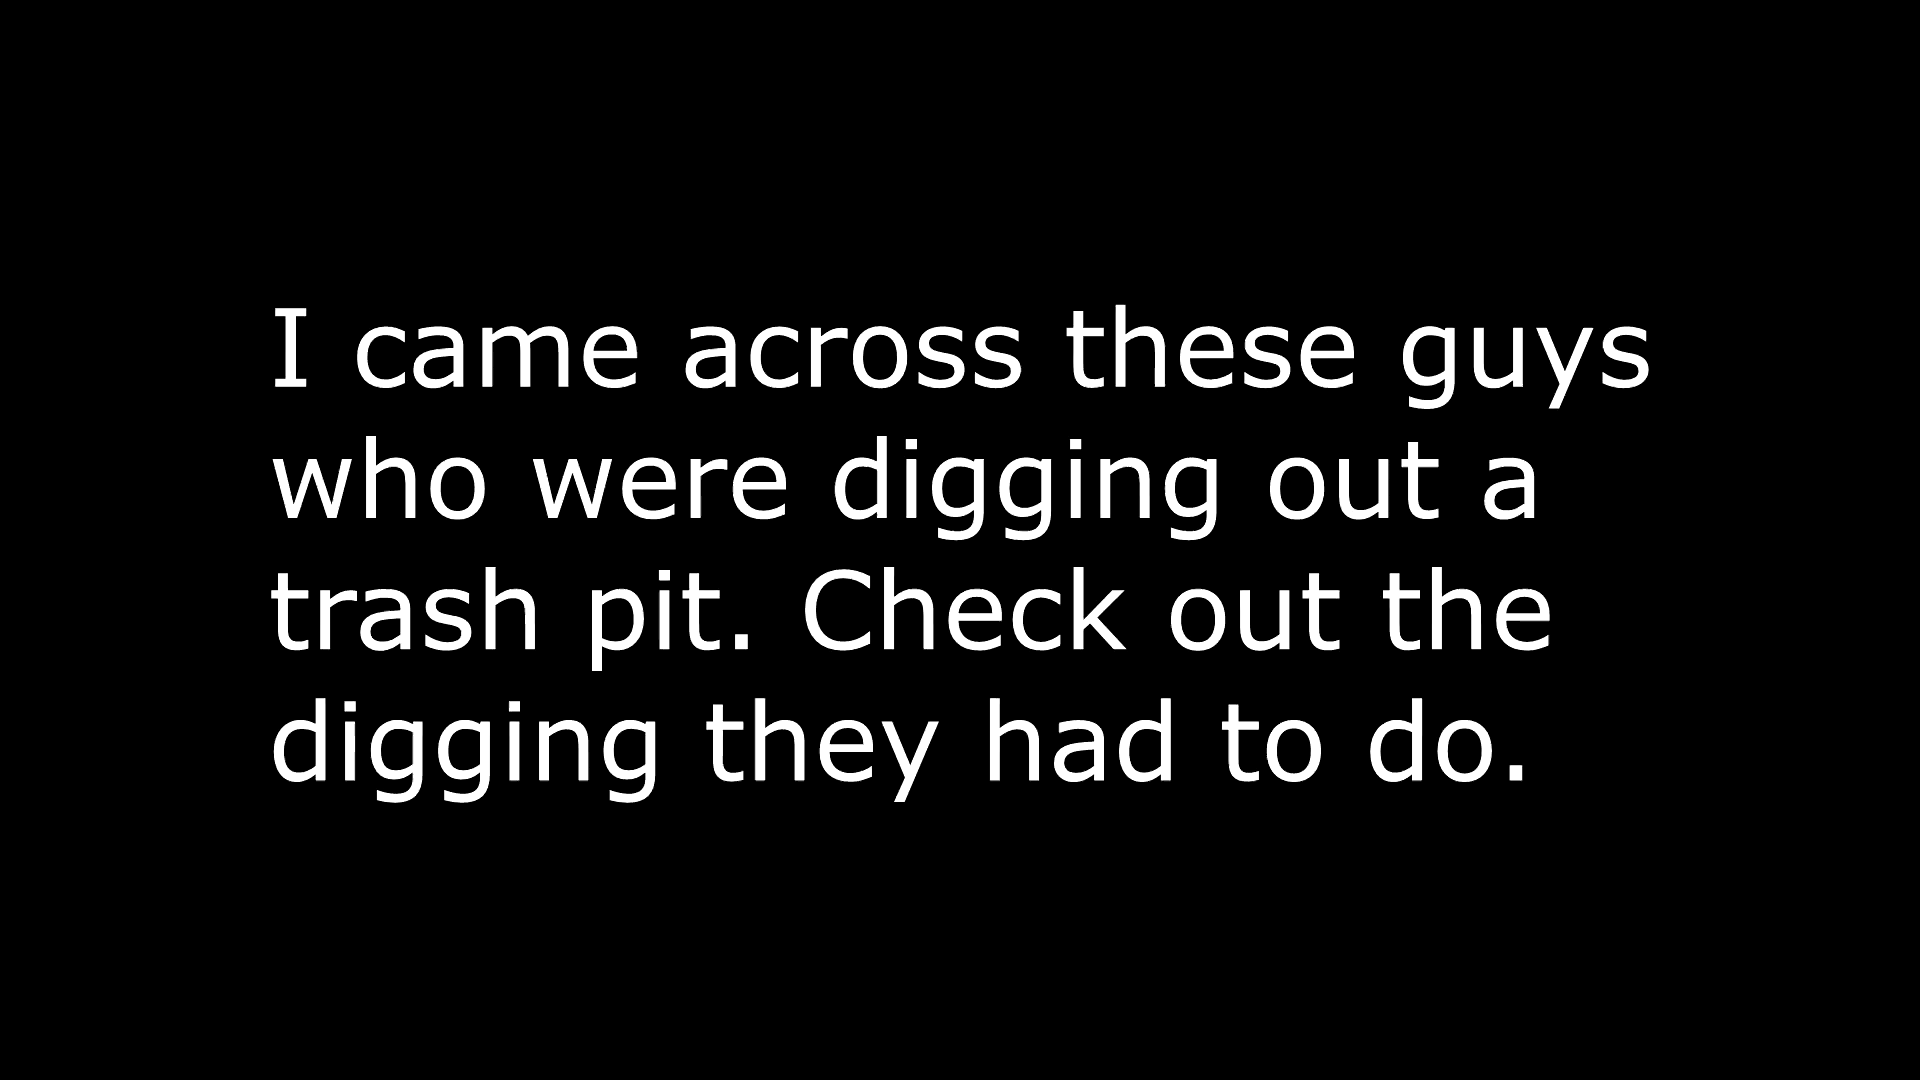 I came across these guys
who were digging out a
trash pit. Check out the
digging they had to do.